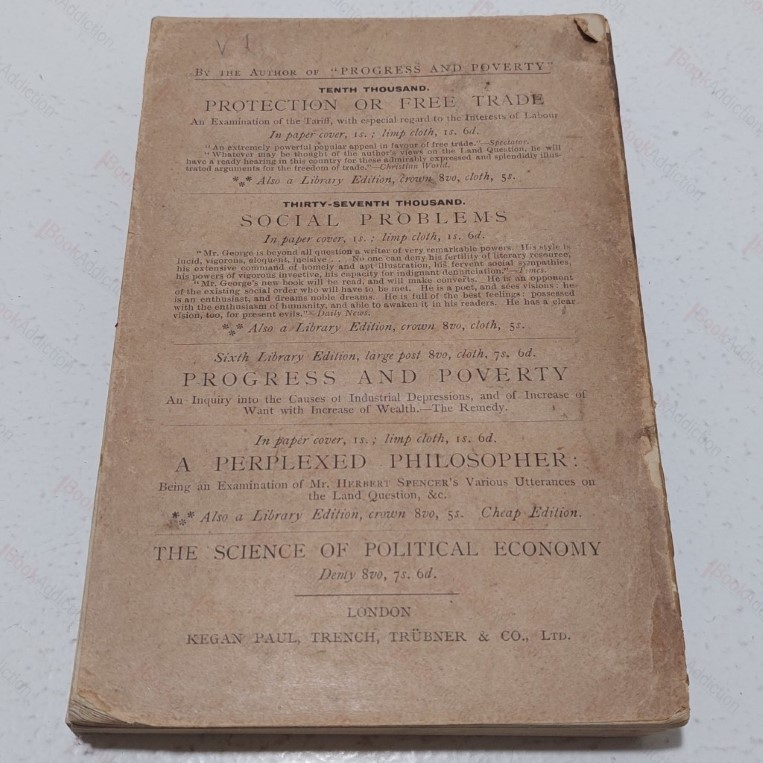 V 1
BY THE AUTHOR OF "PROGRESS AND POVERTY"
TENTH THOUSAND.
PROTECTION OR FREE TRADE
An Examination of the Tariff, with especial regard to the Interests of Labour
In paper cover, 1s.; limp cloth, 1s. 6d.
"An extremely powerful popular appeal in favour of free trade."—Spectator.
"Whatever may be thought of the author's views on the Land Question, he will
have a ready hearing in this country for these admirably expressed and splendidly illus-
trated arguments for the freedom of trade."—Christian World.
*** Also a Library Edition, crown 8vo, cloth, 5s.
THIRTY-SEVENTH THOUSAND.
SOCIAL PROBLEMS
In paper cover, 1s.; limp cloth, 1s. 6d.
"Mr. George is beyond all question a writer of very remarkable powers. His style is
lucid, vigorous, eloquent, incisive . . . No one can deny his fertility of literary resource,
his extensive command of homely and apt illustration, his fervent social sympathies,
his powers of vigorous invective, his capacity for indignant denunciation."—Times.
"Mr. George's new book will be read, and will make converts. He is an opponent
of the existing social order who will have to be met. He is a poet, and sees visions: he
is an enthusiast, and dreams noble dreams. He is full of the best feelings: possessed
with the enthusiasm of humanity, and able to awaken it in his readers. He has a clear
vision, too, for present evils."—Daily News.
*** Also a Library Edition, crown 8vo, cloth, 5s.
Sixth Library Edition, large post 8vo, cloth, 7s. 6d.
PROGRESS AND POVERTY
An Inquiry into the Causes of Industrial Depressions, and of Increase of
Want with Increase of Wealth.—The Remedy.
In paper cover, 1s.; limp cloth, 1s. 6d.
A PERPLEXED PHILOSOPHER:
Being an Examination of Mr. HERBERT SPENCER'S Various Utterances on
the Land Question, &c.
*** Also a Library Edition, crown 8vo, 5s. Cheap Edition.
THE SCIENCE OF POLITICAL ECONOMY
Demy 8vo, 7s. 6d.
LONDON
KEGAN PAUL, TRENCH, TRÜBNER & CO., LTD.